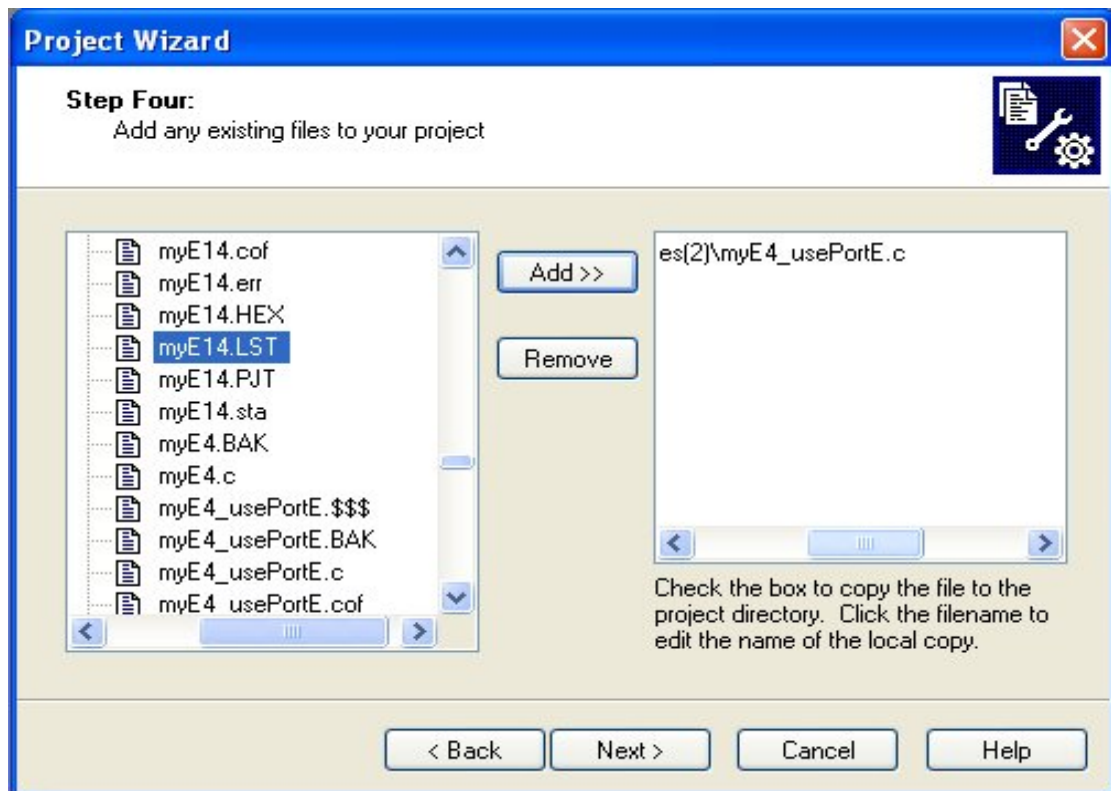 Project Wizard
Step Four:
Add any existing files to your project
myE14.cof
myE14.err
myE14.HEX
myE14.LST
myE14.PJT
myE14.sta
myE4.BAK
myE4.c
myE4_usePortE.$$$
myE4_usePortE.BAK
myE4_usePortE.c
myE4_usePortE.cof
Add >>
Remove
es(2)\myE4_usePortE.c
Check the box to copy the file to the
project directory. Click the filename to
edit the name of the local copy.
< Back
Next >
Cancel
Help